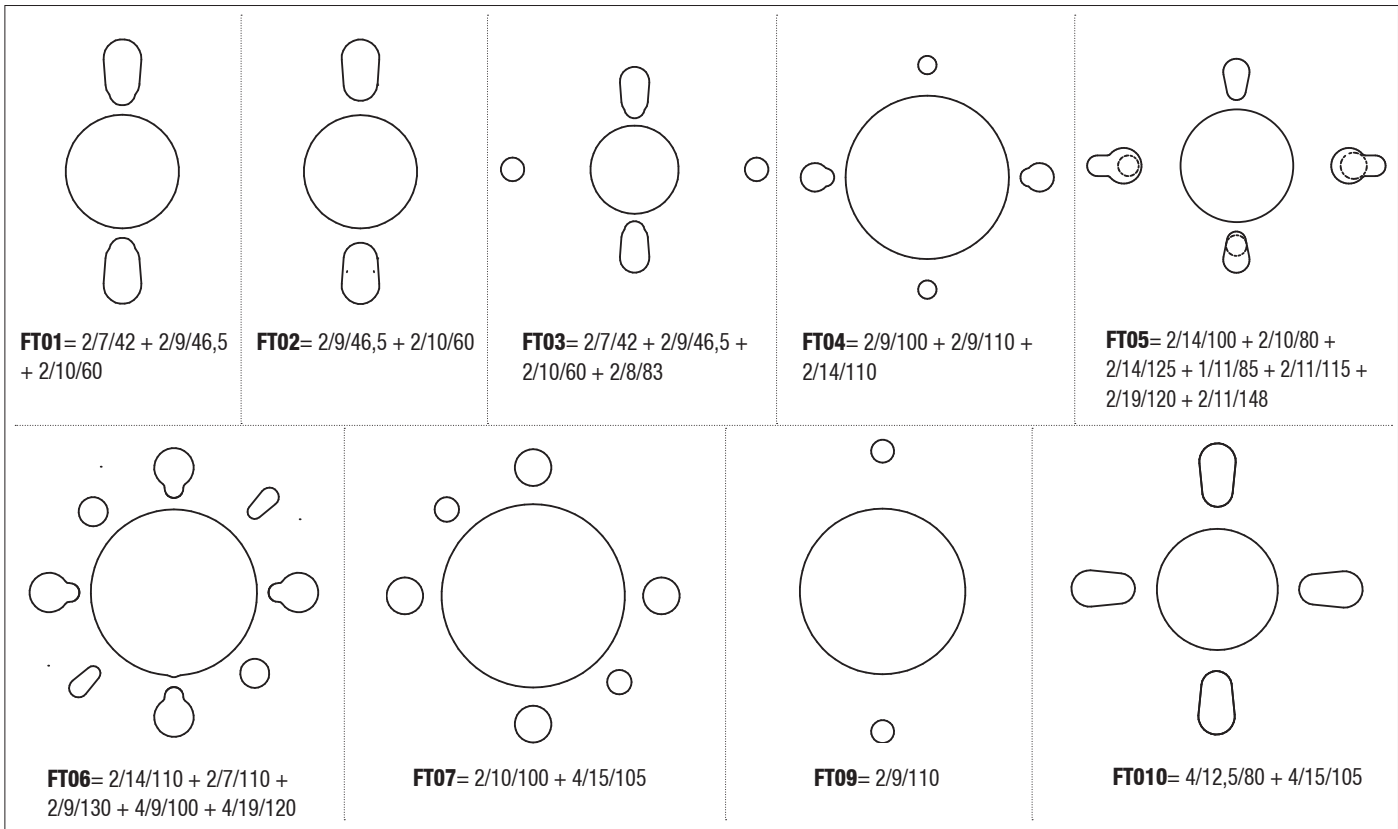 FT01= 2/7/42 + 2/9/46,5
+ 2/10/60
FT02= 2/9/46,5 + 2/10/60
FT03= 2/7/42 + 2/9/46,5 +
2/10/60 + 2/8/83
FT04= 2/9/100 + 2/9/110 +
2/14/110
FT05= 2/14/100 + 2/10/80 +
2/14/125 + 1/11/85 + 2/11/115 +
2/19/120 + 2/11/148
FT06= 2/14/110 + 2/7/110 +
2/9/130 + 4/9/100 + 4/19/120
FT07= 2/10/100 + 4/15/105
FT09= 2/9/110
FT010= 4/12,5/80 + 4/15/105